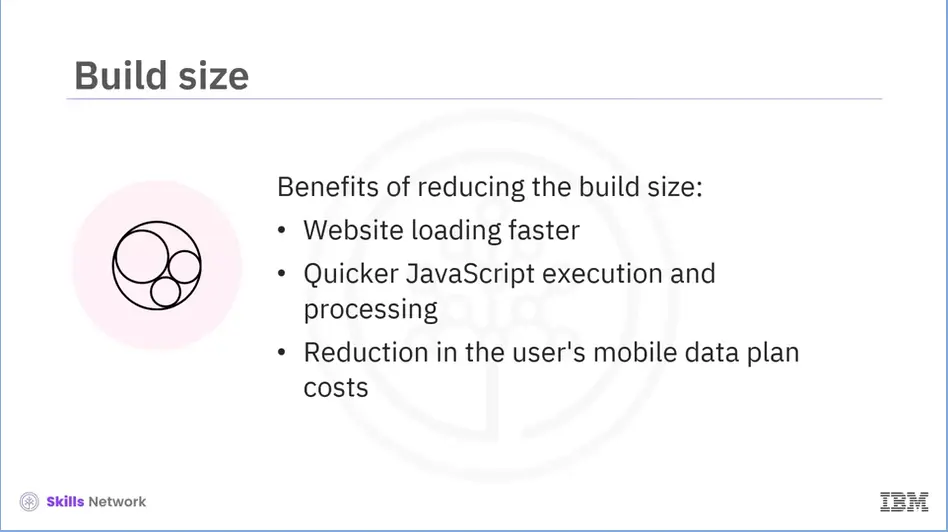 Build size
Benefits of reducing the build size:
• Website loading faster
• Quicker JavaScript execution and
processing
• Reduction in the user's mobile data plan
costs
Skills Network
IBM